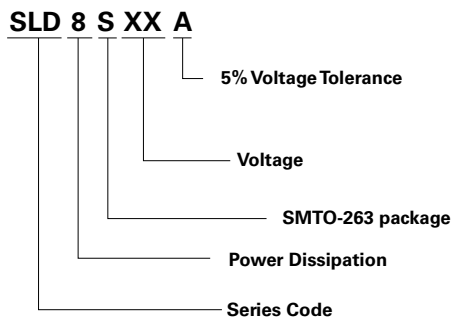 SLD 8 S XX A
5% Voltage Tolerance
Voltage
SMTO-263 package
Power Dissipation
Series Code